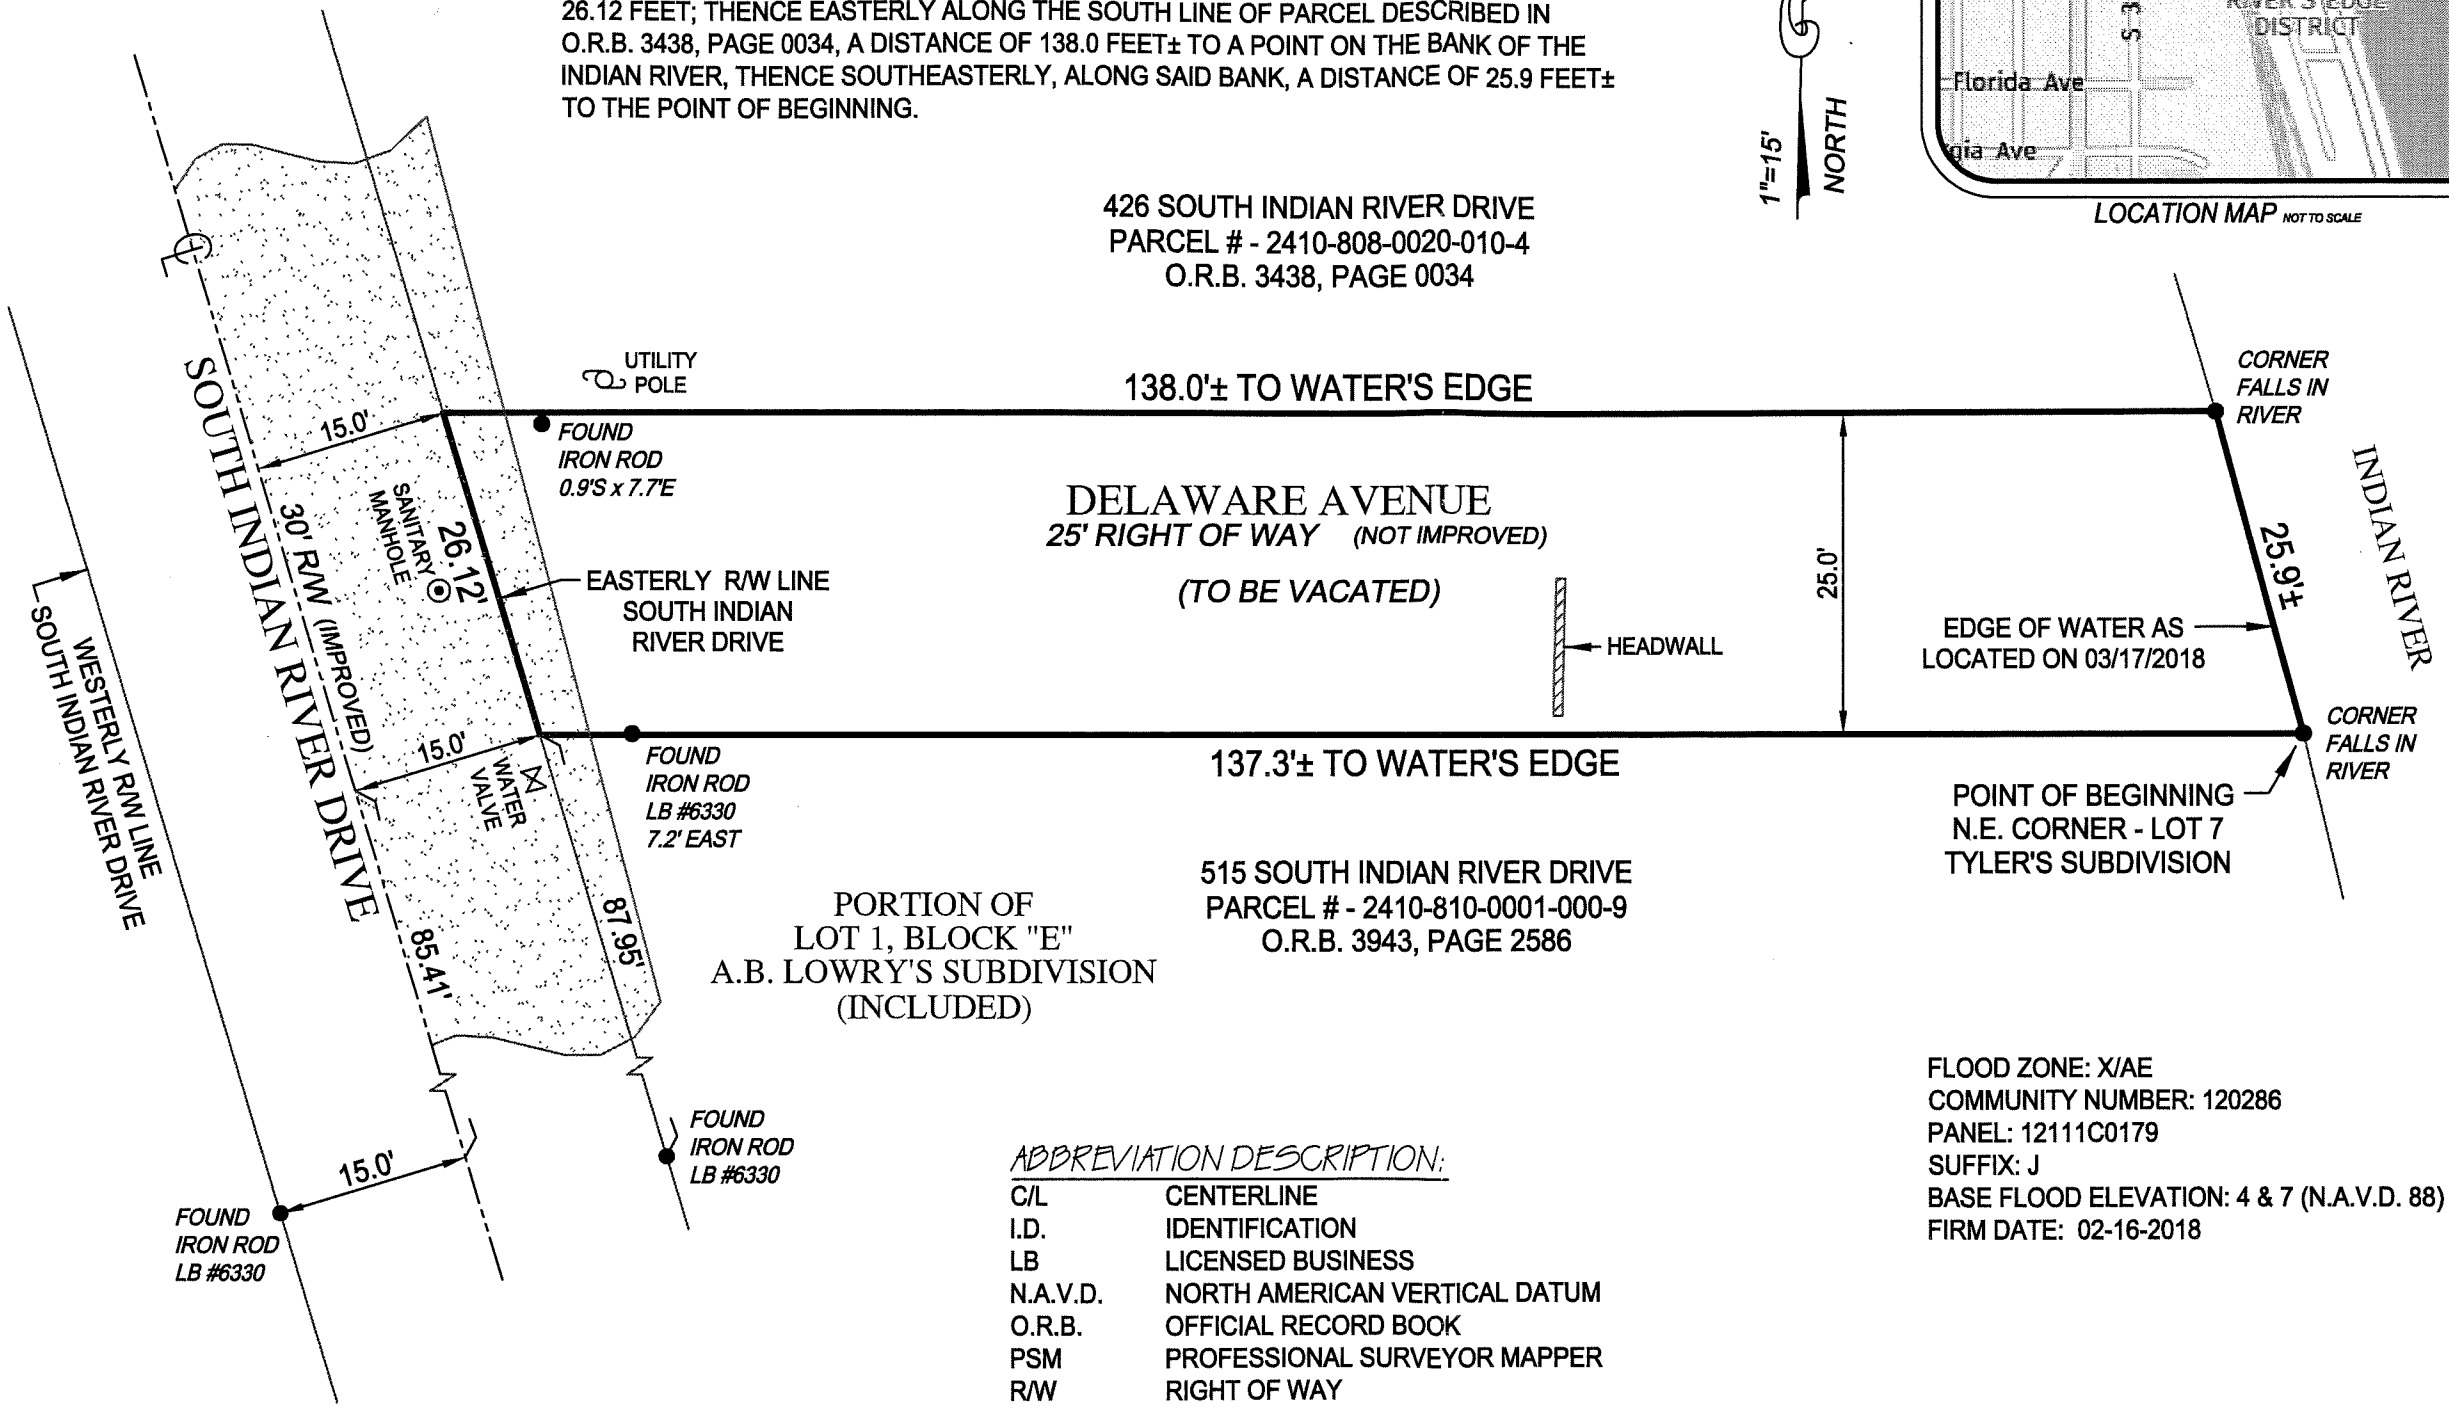 26.12 FEET; THENCE EASTERLY ALONG THE SOUTH LINE OF PARCEL DESCRIBED IN
O.R.B. 3438, PAGE 0034, A DISTANCE OF 138.0 FEET± TO A POINT ON THE BANK OF THE
INDIAN RIVER, THENCE SOUTHEASTERLY, ALONG SAID BANK, A DISTANCE OF 25.9 FEET±
TO THE POINT OF BEGINNING.
1"=15'
NORTH
RIVER'S EDGE
DISTRICT
S 3
Florida Ave
gia Ave
LOCATION MAP NOT TO SCALE
426 SOUTH INDIAN RIVER DRIVE
PARCEL # - 2410-808-0020-010-4
O.R.B. 3438, PAGE 0034
UTILITY
POLE
138.0'± TO WATER'S EDGE
CORNER
FALLS IN
RIVER
15.0'
FOUND
IRON ROD
0.9'S x 7.7'E
SOUTH INDIAN RIVER DRIVE
30' R/W (IMPROVED)
SANITARY
MANHOLE
26.12'
EASTERLY R/W LINE
SOUTH INDIAN
RIVER DRIVE
DELAWARE AVENUE
25' RIGHT OF WAY (NOT IMPROVED)
(TO BE VACATED)
HEADWALL
25.0'
25.9'±
INDIAN RIVER
EDGE OF WATER AS
LOCATED ON 03/17/2018
WESTERLY R/W LINE
SOUTH INDIAN RIVER DRIVE
15.0'
WATER
VALVE
FOUND
IRON ROD
LB #6330
7.2' EAST
137.3'± TO WATER'S EDGE
CORNER
FALLS IN
RIVER
POINT OF BEGINNING
N.E. CORNER - LOT 7
TYLER'S SUBDIVISION
515 SOUTH INDIAN RIVER DRIVE
PARCEL # - 2410-810-0001-000-9
O.R.B. 3943, PAGE 2586
85.41'
87.95'
PORTION OF
LOT 1, BLOCK "E"
A.B. LOWRY'S SUBDIVISION
(INCLUDED)
15.0'
FOUND
IRON ROD
LB #6330
FOUND
IRON ROD
LB #6330
ABBREVIATION DESCRIPTION:
C/L CENTERLINE
I.D. IDENTIFICATION
LB LICENSED BUSINESS
N.A.V.D. NORTH AMERICAN VERTICAL DATUM
O.R.B. OFFICIAL RECORD BOOK
PSM PROFESSIONAL SURVEYOR MAPPER
R/W RIGHT OF WAY
FLOOD ZONE: X/AE
COMMUNITY NUMBER: 120286
PANEL: 12111C0179
SUFFIX: J
BASE FLOOD ELEVATION: 4 & 7 (N.A.V.D. 88)
FIRM DATE: 02-16-2018